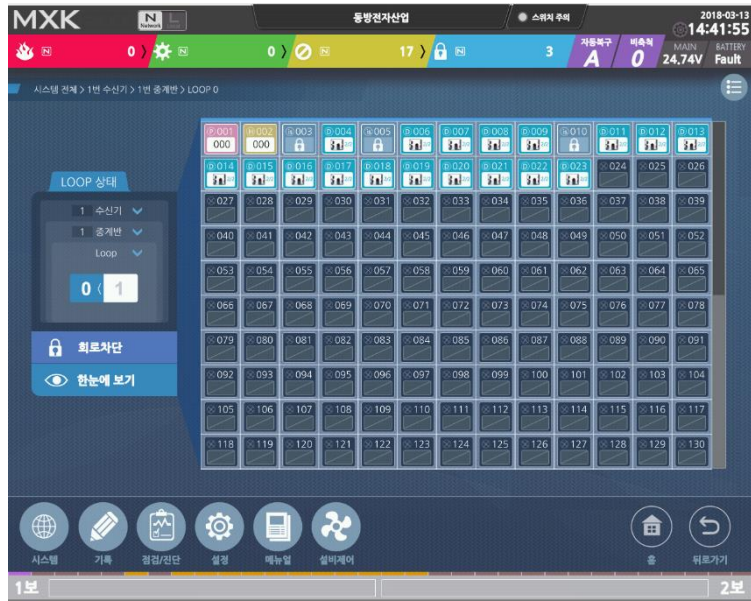 MXK N Network L 동방전자산업 스위치 주의 2018-03-13
14:41:55
N 0 N 0 N 17 N 3 자동복구 A 비축적 0 MAIN 24,74V BATTERY Fault
시스템 전체 > 1번 수신기 > 1번 중계반 > LOOP 0
P 001 D 002 003 D 004 005 D 006 D 007 D 008 D 009 010 D 011 D 012 D 013
000 000
D 014 D 015 D 016 D 017 D 018 D 019 D 020 D 021 D 022 D 023 024 025 026
LOOP 상태
027 028 029 030 031 032 033 034 035 036 037 038 039
1 수신기
1 중계반
040 041 042 043 044 045 046 047 048 049 050 051 052
Loop
053 054 055 056 057 058 059 060 061 062 063 064 065
0 1
066 067 068 069 070 071 072 073 074 075 076 077 078
회로차단
079 080 081 082 083 084 085 086 087 088 089 090 091
한눈에 보기
092 093 094 095 096 097 098 099 100 101 102 103 104
105 106 107 108 109 110 111 112 113 114 115 116 117
118 119 120 121 122 123 124 125 126 127 128 129 130
시스템 기록 점검/진단 설정 메뉴얼 설비제어 홈 뒤로가기
1보 2보